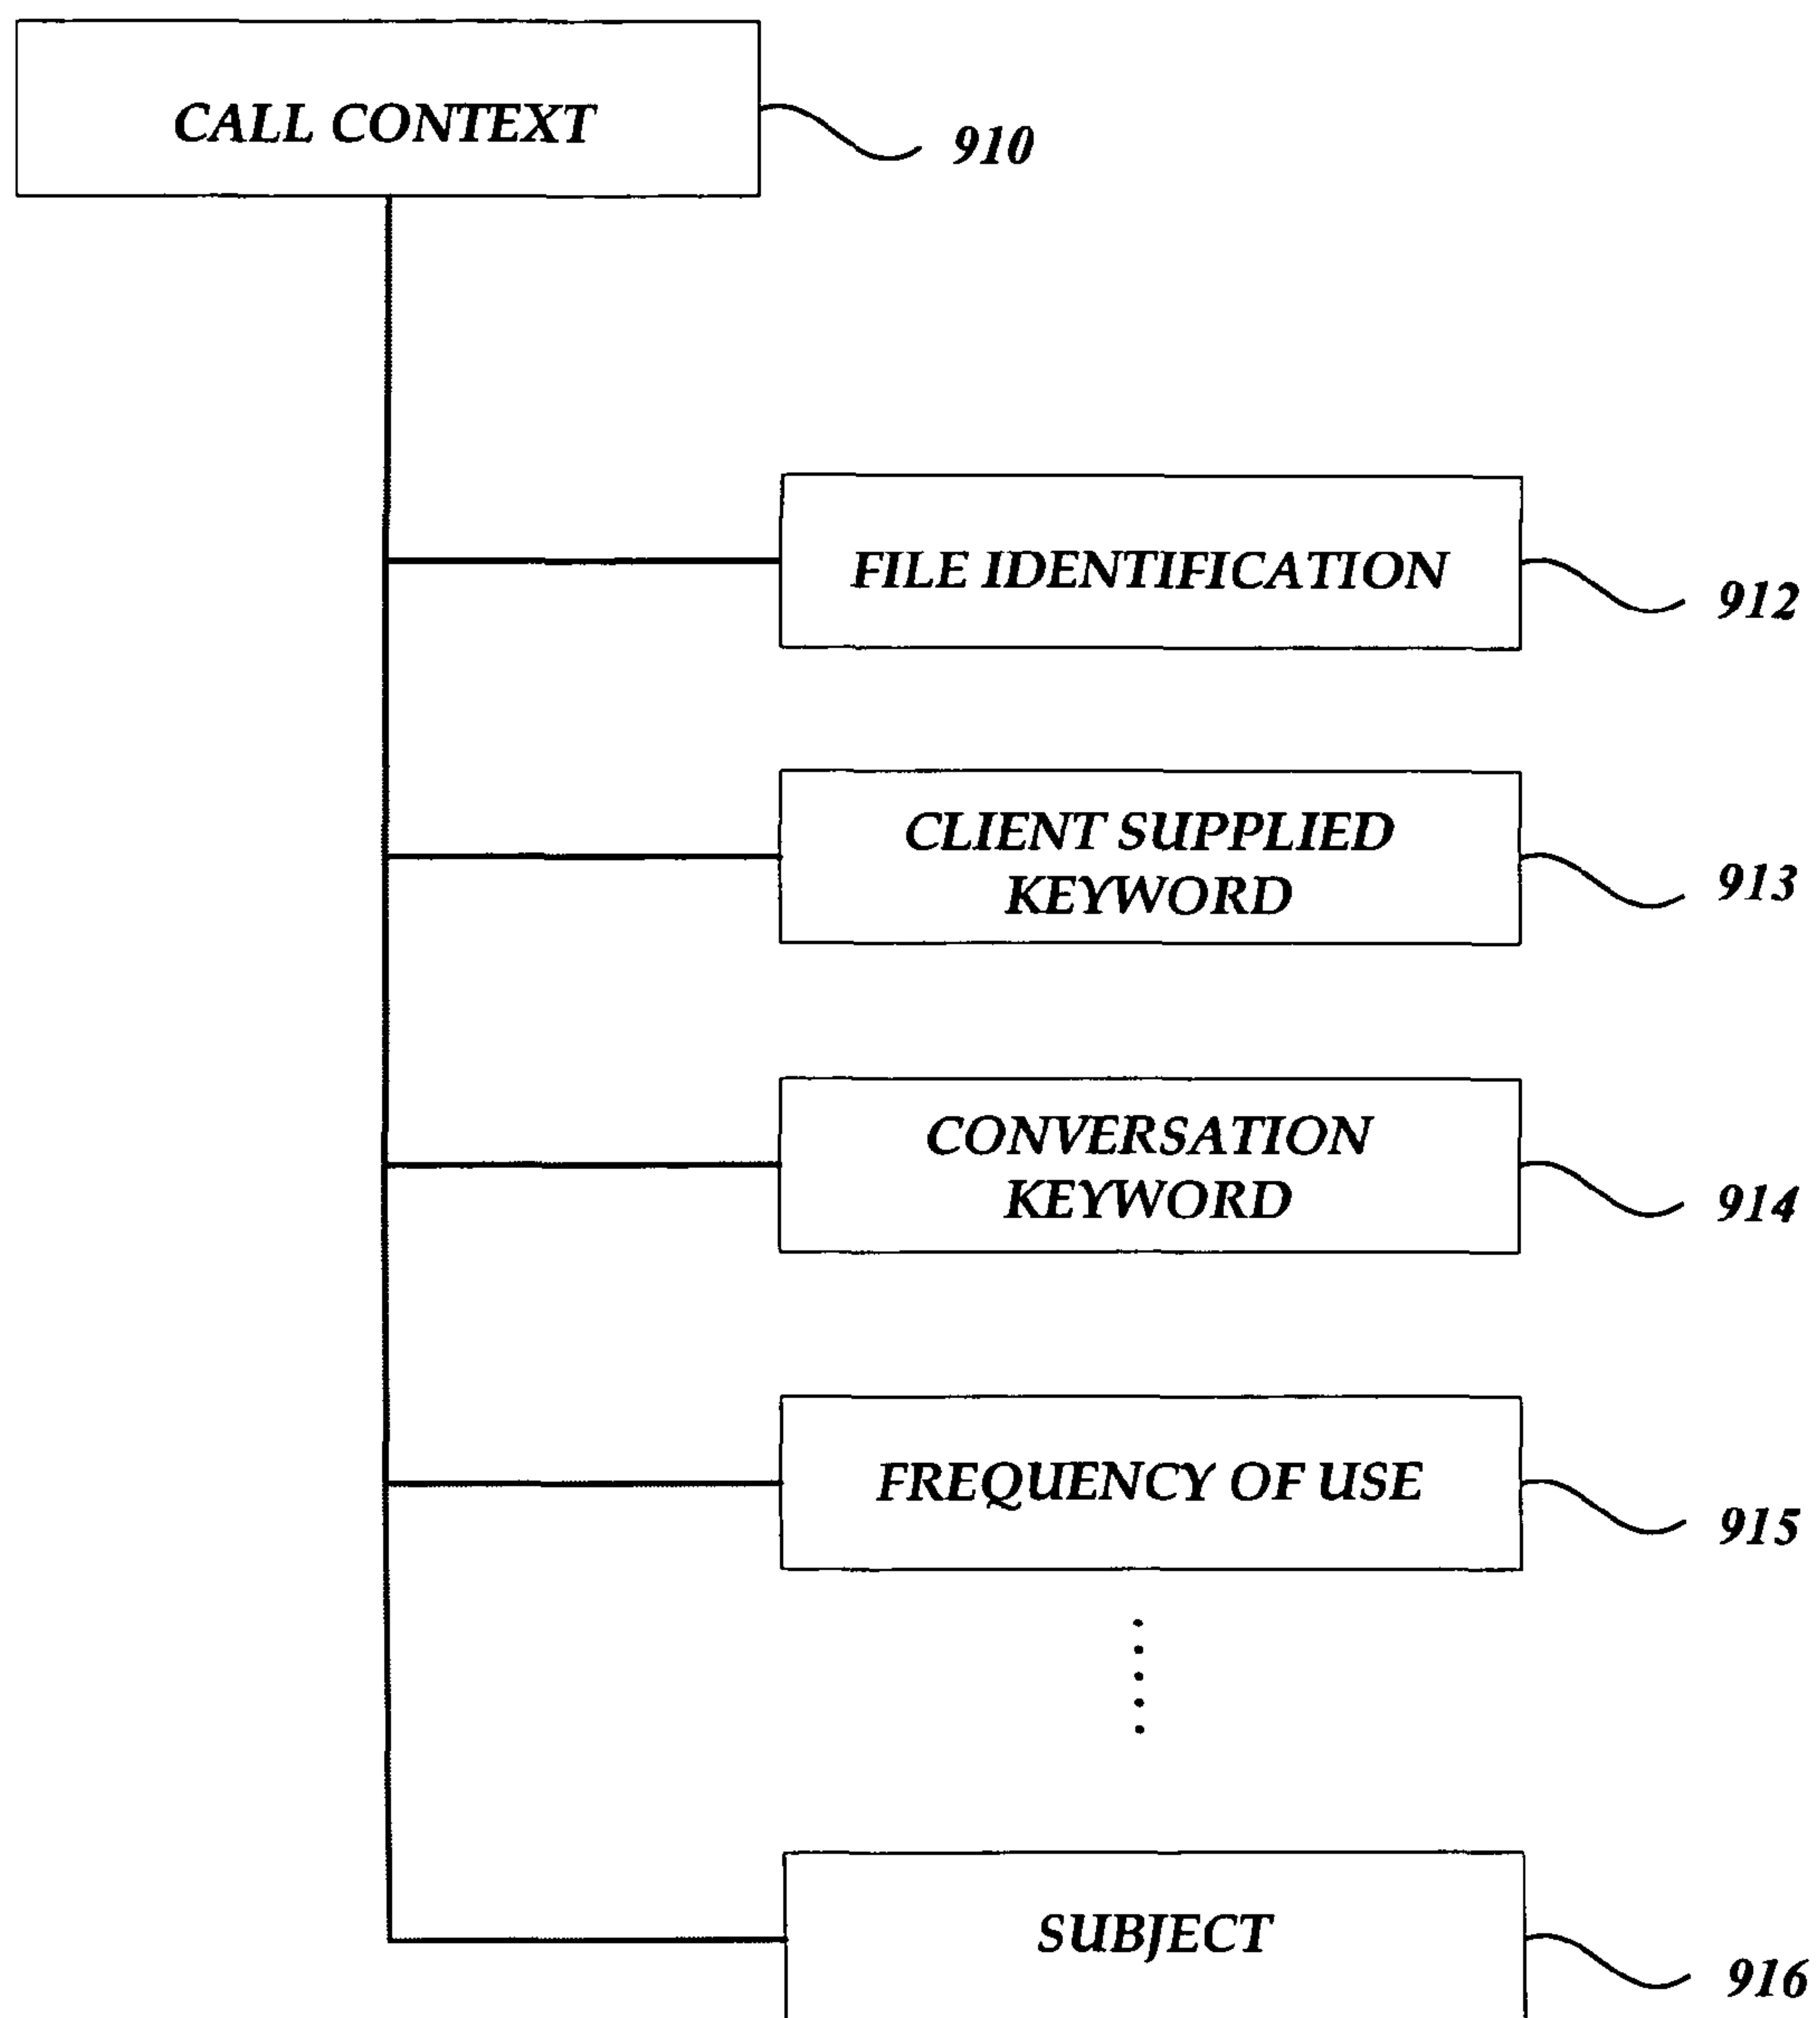 CALL CONTEXT
910
FILE IDENTIFICATION
912
CLIENT SUPPLIED
KEYWORD
913
CONVERSATION
KEYWORD
914
FREQUENCY OF USE
915
SUBJECT
916